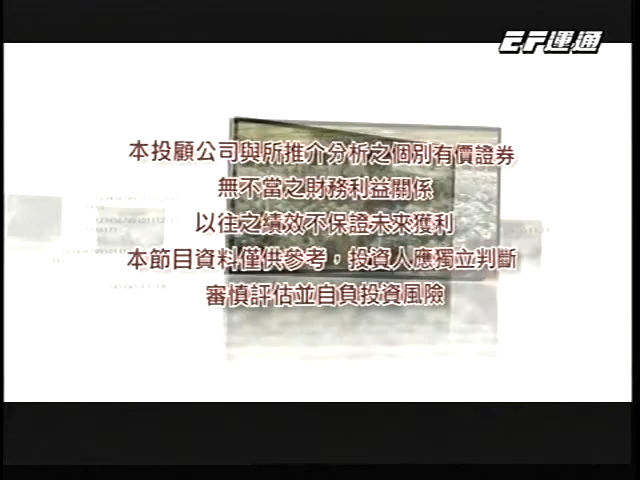 EF運通
本投顧公司與所推介分析之個別有價證券
無不當之財務利益關係
以往之績效不保證未來獲利
本節目資料僅供參考，投資人應獨立判斷
審慎評估並自負投資風險